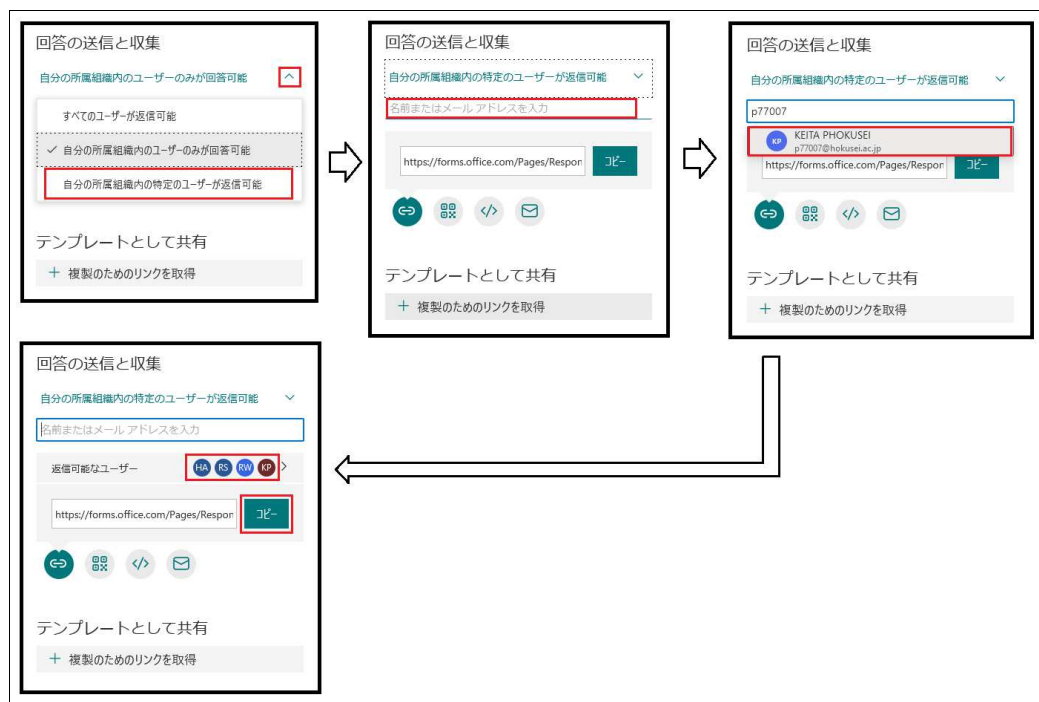 回答の送信と収集
自分の所属組織内のユーザーのみが回答可能
すべてのユーザーが返信可能
自分の所属組織内のユーザーのみが回答可能
自分の所属組織内の特定のユーザーが返信可能
テンプレートとして共有
+ 複製のためのリンクを取得
回答の送信と収集
自分の所属組織内の特定のユーザーが返信可能
名前またはメール アドレスを入力
https://forms.office.com/Pages/Respon コピー
テンプレートとして共有
+ 複製のためのリンクを取得
回答の送信と収集
自分の所属組織内の特定のユーザーが返信可能
p77007
KP KEITA PHOKUSEI
p77007@hokusei.ac.jp
https://forms.office.com/Pages/Respon コピー
テンプレートとして共有
+ 複製のためのリンクを取得
回答の送信と収集
自分の所属組織内の特定のユーザーが返信可能
名前またはメール アドレスを入力
返信可能なユーザー HA RS RW KP
https://forms.office.com/Pages/Respon コピー
テンプレートとして共有
+ 複製のためのリンクを取得